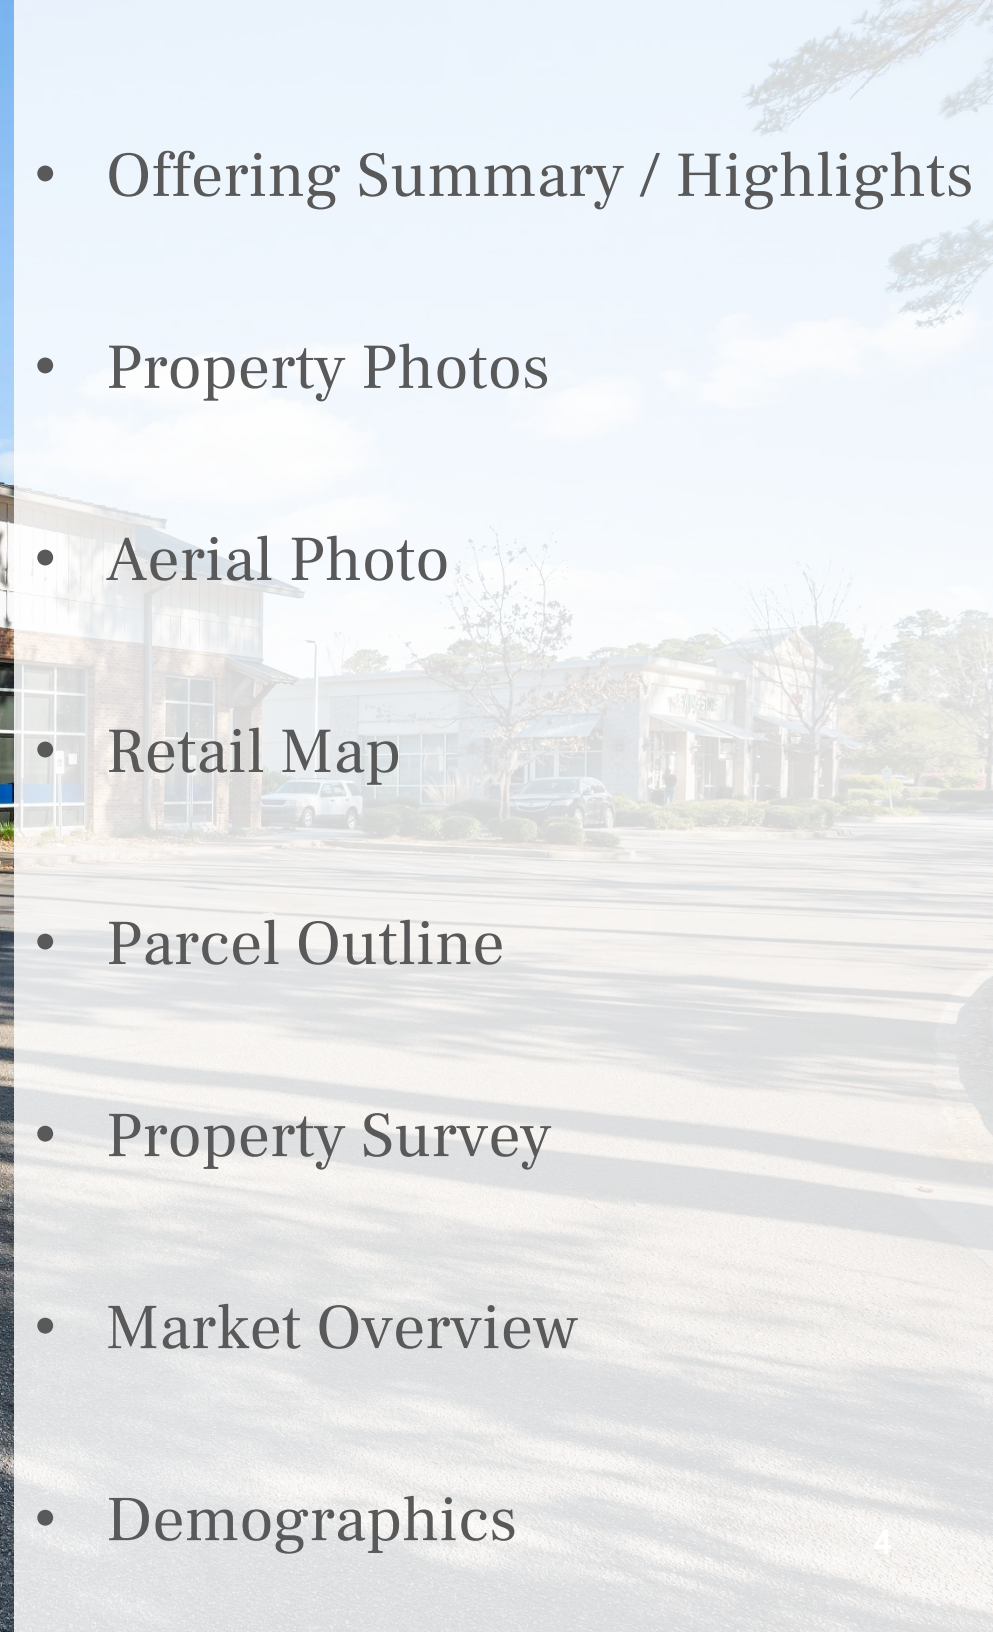 • Offering Summary / Highlights
• Property Photos
• Aerial Photo
• Retail Map
• Parcel Outline
• Property Survey
• Market Overview
• Demographics
4